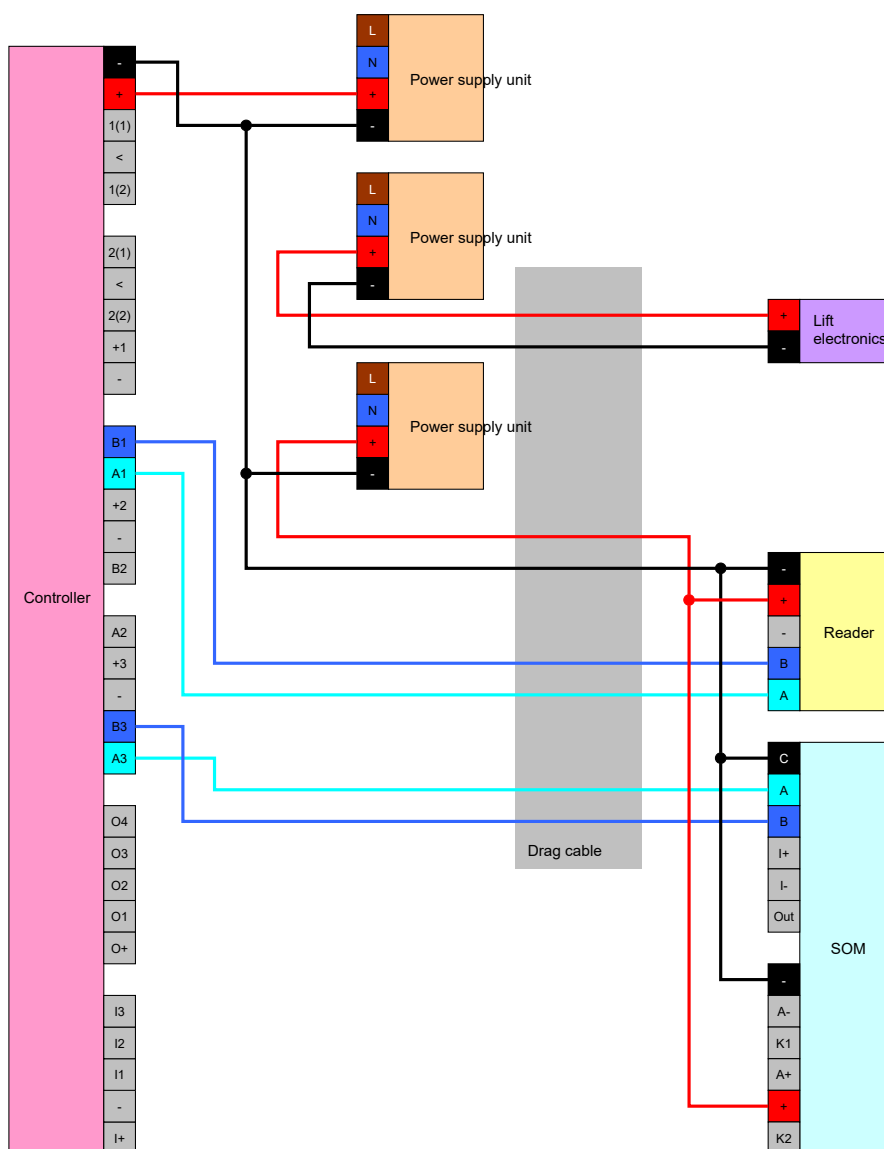 Controller
-
+
1(1)
<
1(2)
2(1)
<
2(2)
+1
-
B1
A1
+2
-
B2
A2
+3
-
B3
A3
O4
O3
O2
O1
O+
I3
I2
I1
-
I+
L
N
+
-
Power supply unit
L
N
+
-
Power supply unit
L
N
+
-
Power supply unit
Drag cable
+
-
Lift
electronics
-
+
-
B
A
Reader
C
A
B
I+
I-
Out
-
A-
K1
A+
+
K2
SOM